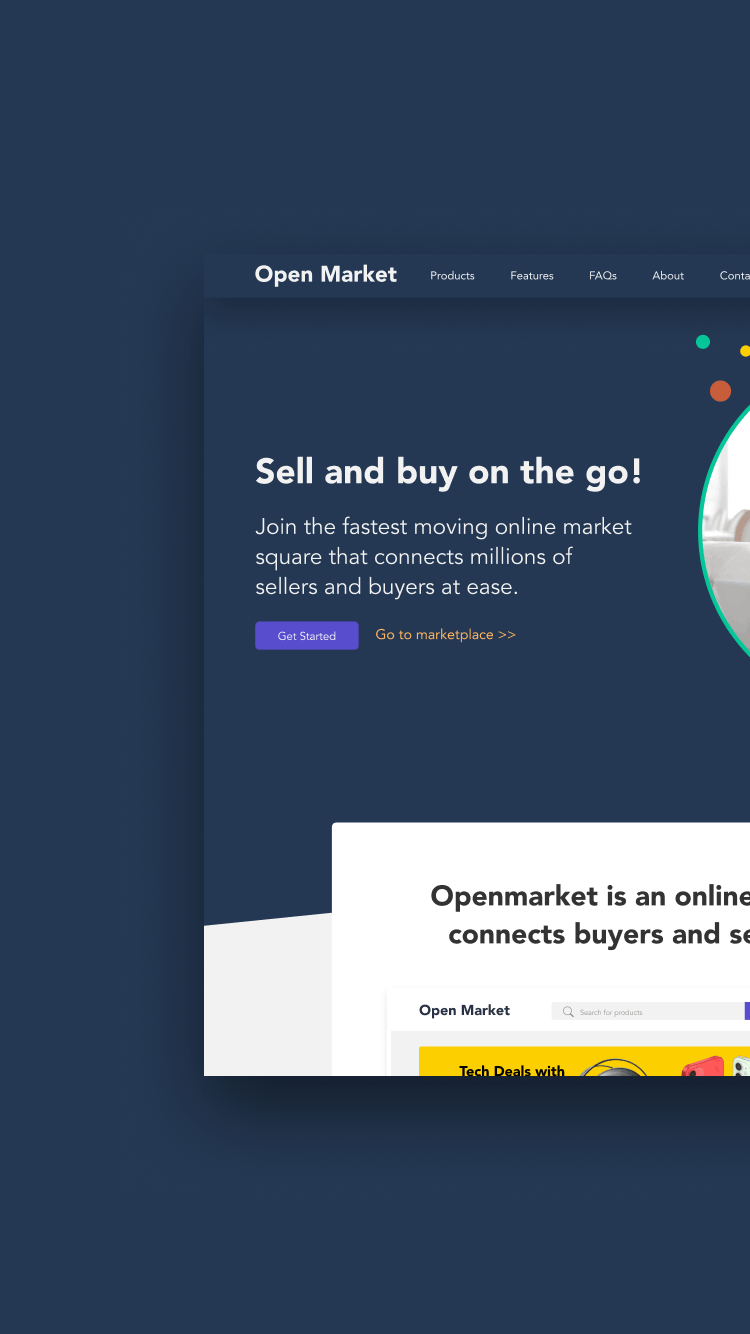 Open Market Products Features FAQs About
Sell and buy on the go!
Join the fastest moving online market
square that connects millions of
sellers and buyers at ease.
Get Started Go to marketplace >>
Openmarket is an online
connects buyers and
Open Market Search for products
Tech Deals with